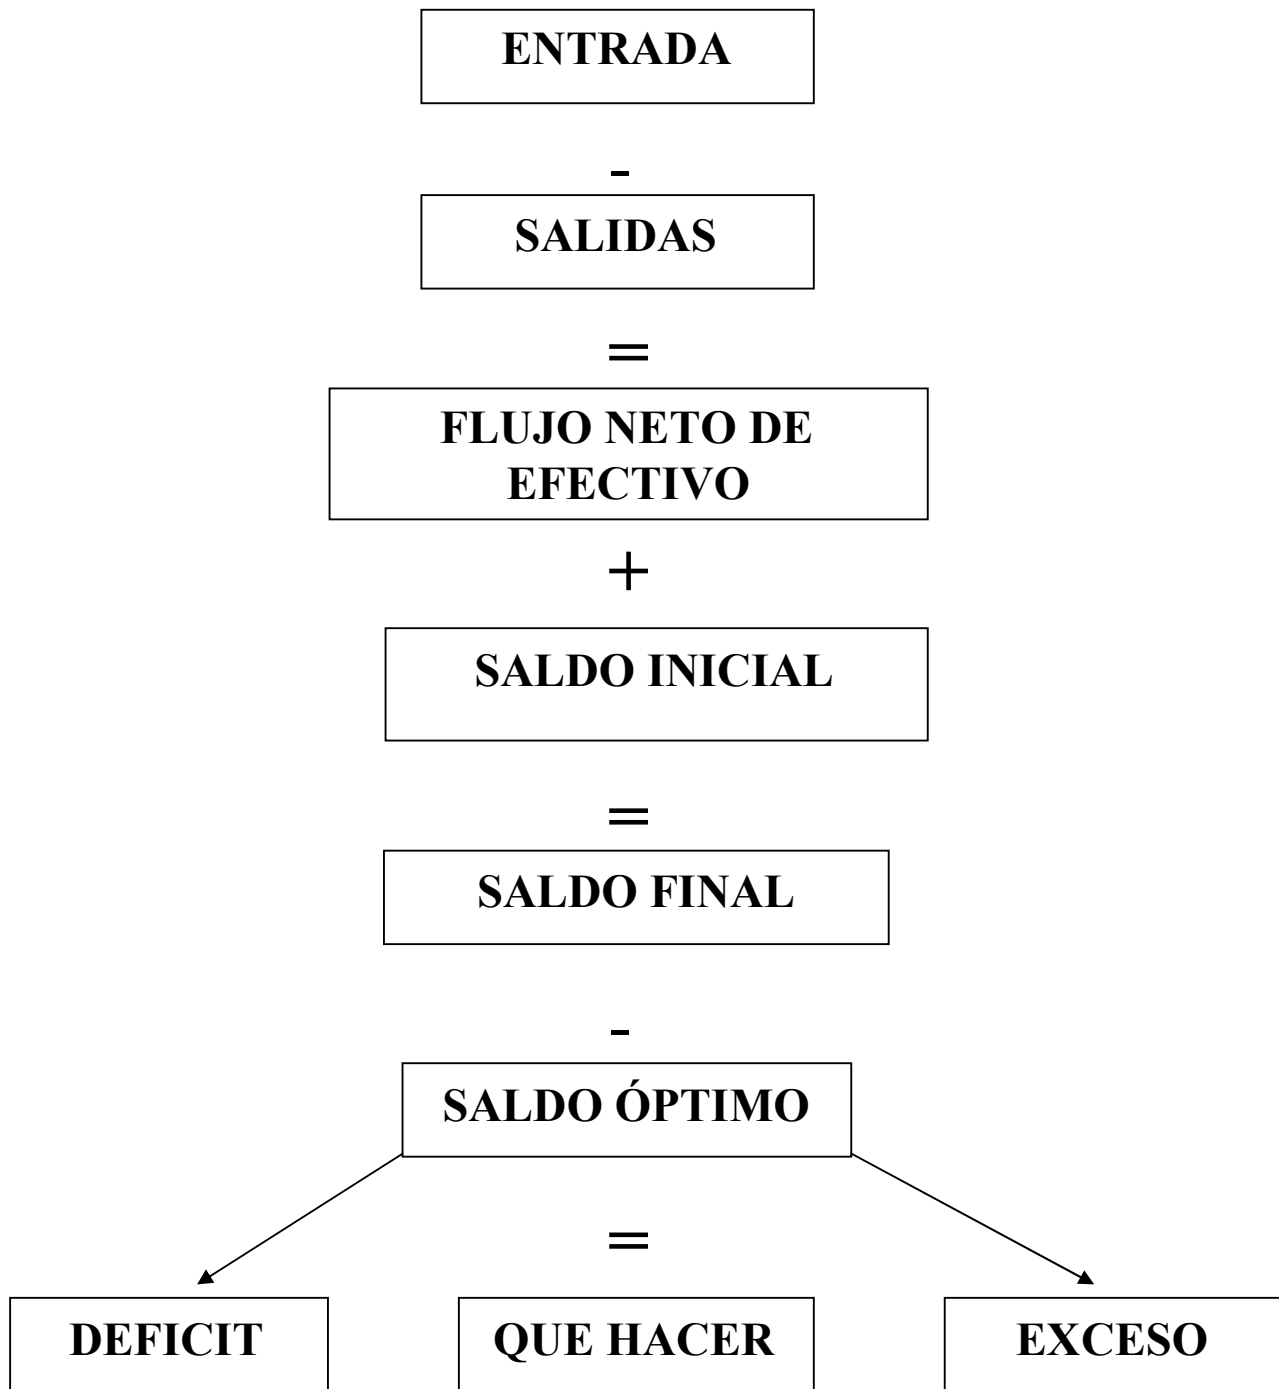 ENTRADA
-
SALIDAS
=
FLUJO NETO DE
EFECTIVO
+
SALDO INICIAL
=
SALDO FINAL
-
SALDO ÓPTIMO
=
DEFICIT
QUE HACER
EXCESO